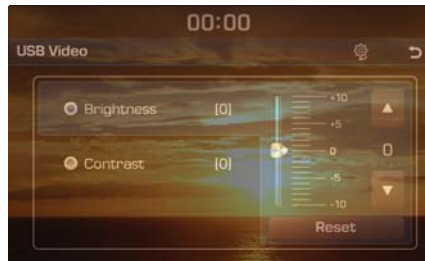 00:00
USB Video
Brightness [0]
Contrast [0]
+10
+5
0
-5
-10
0
Reset